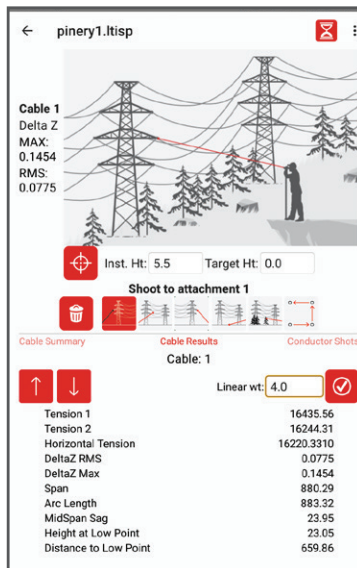 pinery1.ltisp
Cable 1
Delta Z
MAX:
0.1454
RMS:
0.0775
Inst. Ht: 5.5 Target Ht: 0.0
Shoot to attachment 1
Cable Summary Cable Results Conductor Shots
Cable: 1
Linear wt: 4.0
Tension 1 16435.56
Tension 2 16244.31
Horizontal Tension 16220.3310
DeltaZ RMS 0.0775
DeltaZ Max 0.1454
Span 880.29
Arc Length 883.32
MidSpan Sag 23.95
Height at Low Point 23.05
Distance to Low Point 659.86